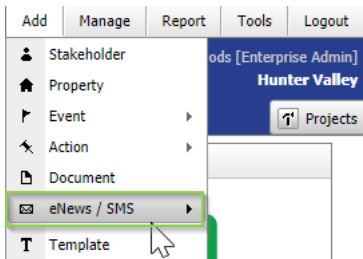 Add Manage Report Tools Logout
Stakeholder
ods [Enterprise Admin]
Property
Hunter Valley
Event
Projects
Action
Document
eNews / SMS
Template